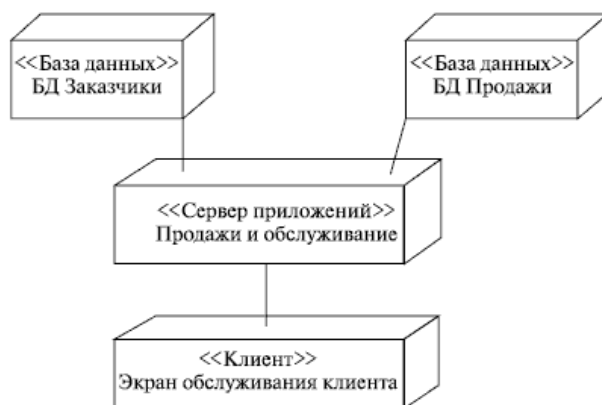 <<База данных>>
БД Заказчики
<<База данных>>
БД Продажи
<<Сервер приложений>>
Продажи и обслуживание
<<Клиент>>
Экран обслуживания клиента